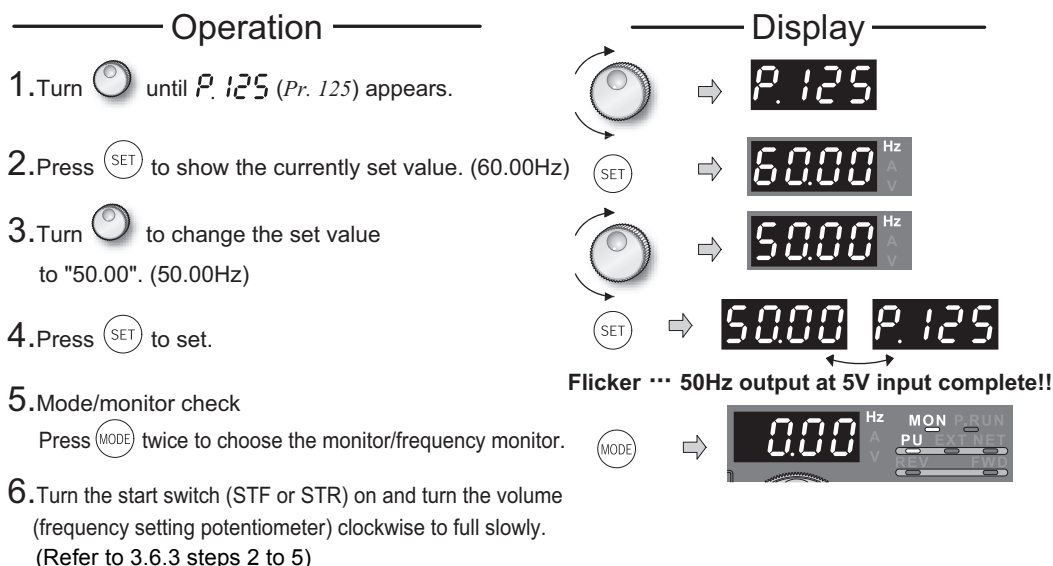 Operation
Display
1.Turn until P. 125 (Pr. 125) appears.
P. 125
2.Press SET to show the currently set value. (60.00Hz)
SET
60.00 Hz
A
V
3.Turn to change the set value
to "50.00". (50.00Hz)
50.00 Hz
A
V
4.Press SET to set.
SET
50.00 P. 125
Flicker ··· 50Hz output at 5V input complete!!
5.Mode/monitor check
Press MODE twice to choose the monitor/frequency monitor.
MODE
0.00 Hz
A
V
MON P.RUN
PU EXT NET
REV FWD
6.Turn the start switch (STF or STR) on and turn the volume
(frequency setting potentiometer) clockwise to full slowly.
(Refer to 3.6.3 steps 2 to 5)